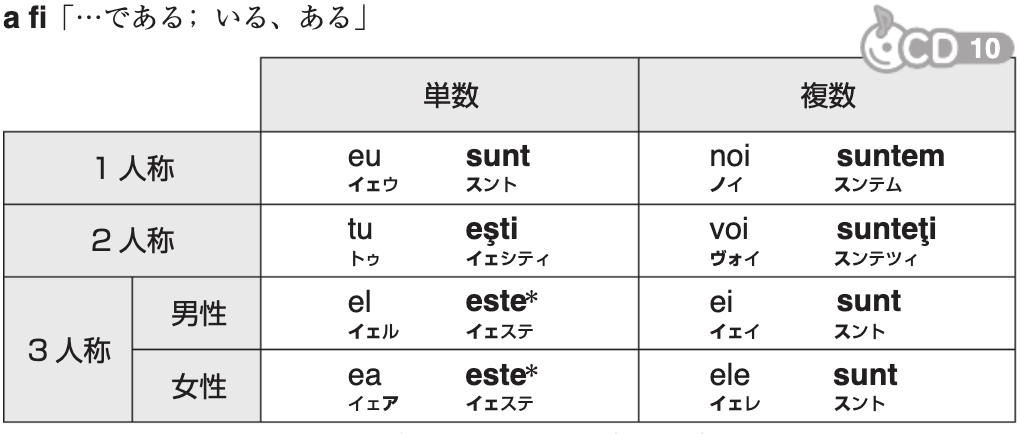 a fi「…である；いる、ある」
CD 10
単数 複数
1人称 eu sunt noi suntem
イェウ スント ノイ スンテム
2人称 tu eşti voi sunteţi
トゥ イェシティ ヴォイ スンテツィ
3人称 男性 el este* ei sunt
イェル イェステ イェイ スント
女性 ea este* ele sunt
イェア イェステ イェレ スント